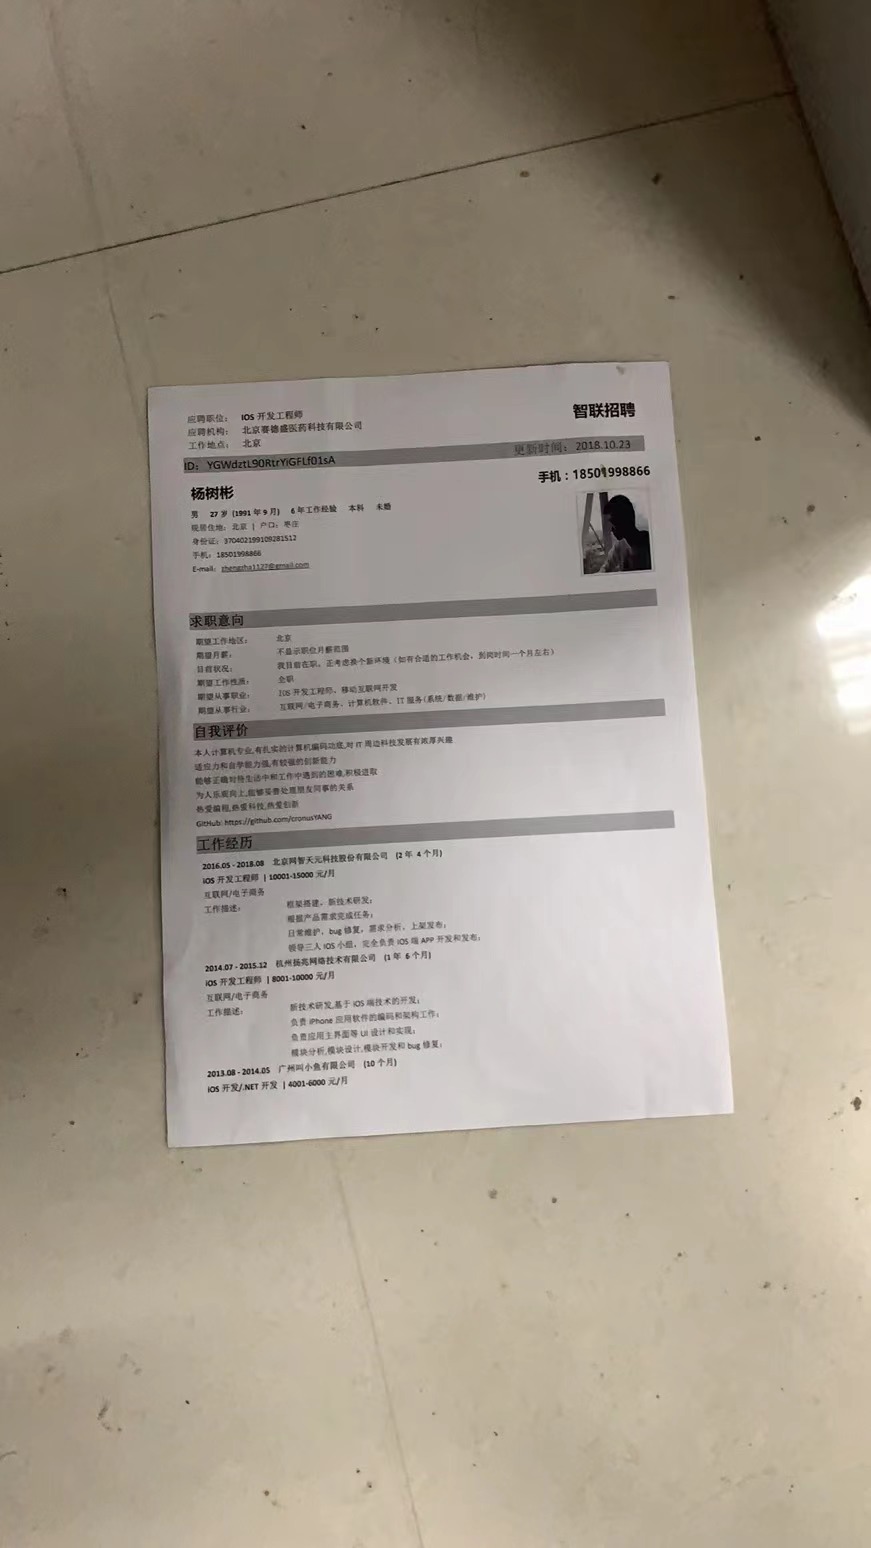 应聘职位： IOS 开发工程师
应聘机构： 北京赛德盛医药科技有限公司
工作地点： 北京
智联招聘
ID: YGWdztL90RtrYiGFLf01sA
更新时间：2018.10.23
杨树彬
手机：18501998866
男 27 岁 (1991 年 9 月) 6 年工作经验 本科 未婚
现居住地：北京 | 户口：枣庄
身份证：370402199109281512
手机：18501998866
E-mail： zhengzha1127@gmail.com
求职意向
期望工作地区： 北京
期望月薪： 不显示职位月薪范围
目前状况： 我目前在职，正考虑换个新环境（如有合适的工作机会，到岗时间一个月左右）
期望工作性质： 全职
期望从事职业： IOS 开发工程师、移动互联网开发
期望从事行业： 互联网/电子商务、计算机软件、IT 服务(系统/数据/维护)
自我评价
本人计算机专业,有扎实的计算机编码功底,对 IT 周边科技发展有浓厚兴趣
适应力和自学能力强,有较强的创新能力
能够正确对待生活中和工作中遇到的困难,积极进取
为人乐观向上,能够妥善处理朋友同事的关系
热爱编程,热爱科技,热爱创新
GitHub: https://github.com/cronusYANG
工作经历
2016.05 - 2018.08 北京网智天元科技股份有限公司 （2 年 4 个月）
iOS 开发工程师 | 10001-15000 元/月
互联网/电子商务
工作描述： 框架搭建、新技术研发；
根据产品需求完成任务；
日常维护，bug 修复，需求分析，上架发布；
领导三人 IOS 小组，完全负责 iOS 端 APP 开发和发布；
2014.07 - 2015.12 杭州扬亮网络技术有限公司 （1 年 6 个月）
iOS 开发工程师 | 8001-10000 元/月
互联网/电子商务
工作描述： 新技术研发,基于 iOS 端技术的开发；
负责 iPhone 应用软件的编码和架构工作；
负责应用主界面等 UI 设计和实现；
模块分析,模块设计,模块开发和 bug 修复；
2013.08 - 2014.05 广州叫小鱼有限公司 （10 个月）
iOS 开发/.NET 开发 | 4001-6000 元/月